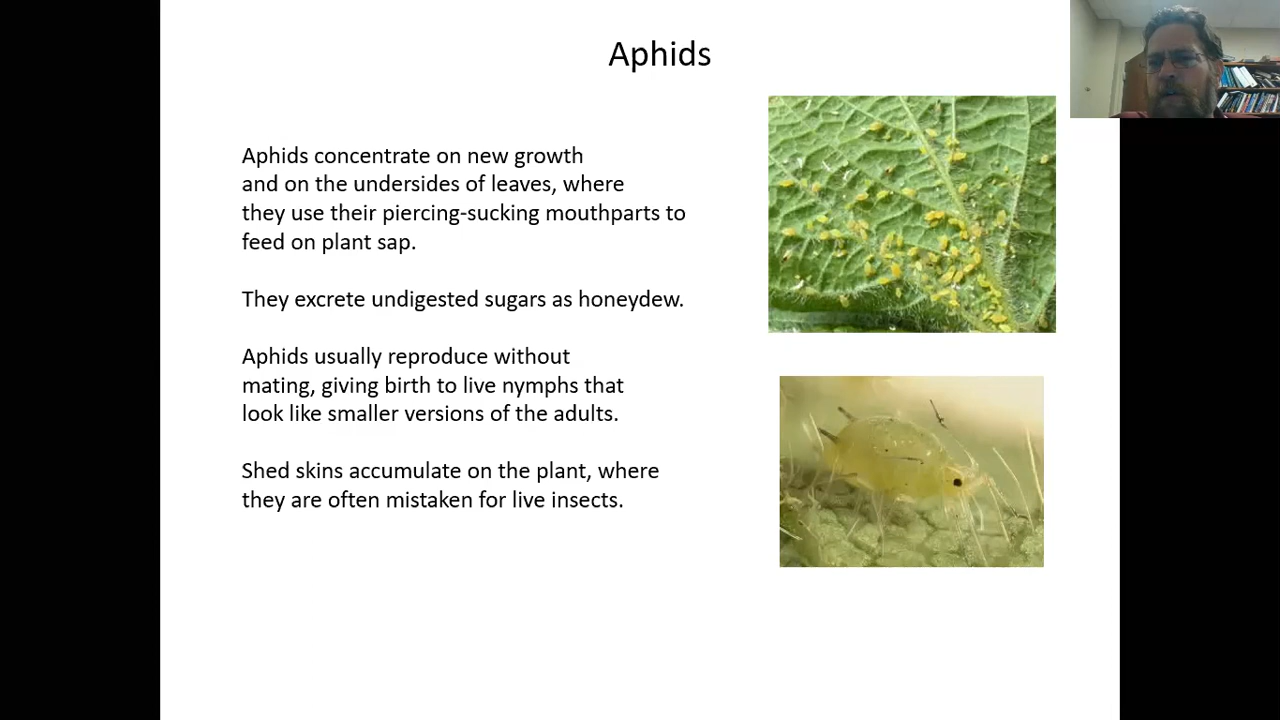 Aphids
Aphids concentrate on new growth
and on the undersides of leaves, where
they use their piercing-sucking mouthparts to
feed on plant sap.
They excrete undigested sugars as honeydew.
Aphids usually reproduce without
mating, giving birth to live nymphs that
look like smaller versions of the adults.
Shed skins accumulate on the plant, where
they are often mistaken for live insects.